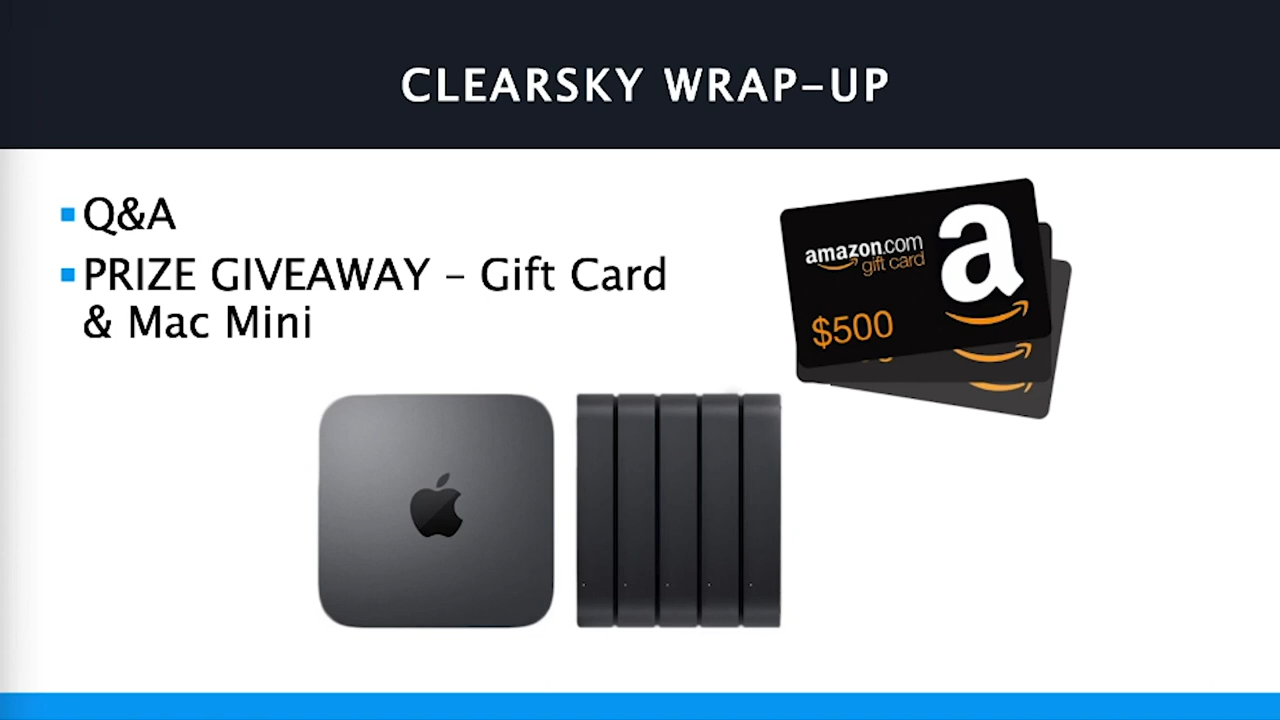 CLEARSKY WRAP-UP
Q&A
PRIZE GIVEAWAY – Gift Card
& Mac Mini
amazon.com
gift card
a
$500